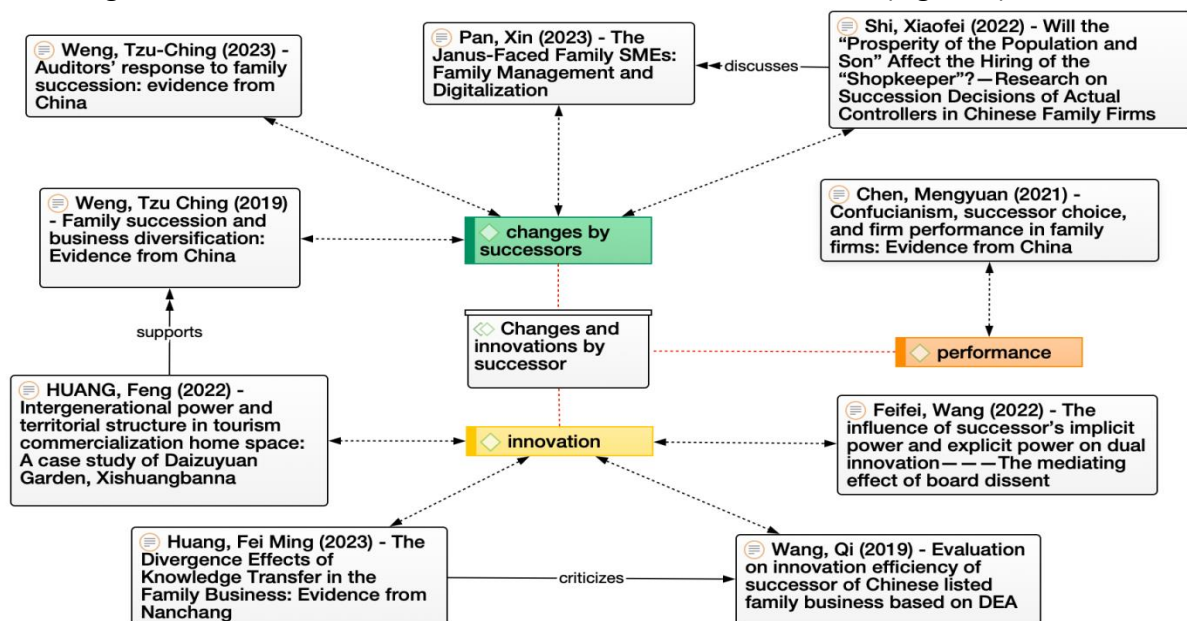 Weng, Tzu-Ching (2023) -
Auditors' response to family
succession: evidence from
China
Pan, Xin (2023) - The
Janus-Faced Family SMEs:
Family Management and
Digitalization
discusses
Shi, Xiaofei (2022) - Will the
“Prosperity of the Population and
Son” Affect the Hiring of the
“Shopkeeper”?—Research on
Succession Decisions of Actual
Controllers in Chinese Family Firms
Weng, Tzu Ching (2019)
- Family succession and
business diversification:
Evidence from China
changes by
successors
Chen, Mengyuan (2021) -
Confucianism, successor choice,
and firm performance in family
firms: Evidence from China
supports
Changes and
innovations by
successor
performance
HUANG, Feng (2022) -
Intergenerational power and
territorial structure in tourism
commercialization home space:
A case study of Daizuyuan
Garden, Xishuangbanna
innovation
Feifei, Wang (2022) - The
influence of successor's implicit
power and explicit power on dual
innovation———The mediating
effect of board dissent
Huang, Fei Ming (2023) - The
Divergence Effects of
Knowledge Transfer in the
Family Business: Evidence from
Nanchang
criticizes
Wang, Qi (2019) - Evaluation
on innovation efficiency of
successor of Chinese listed
family business based on DEA